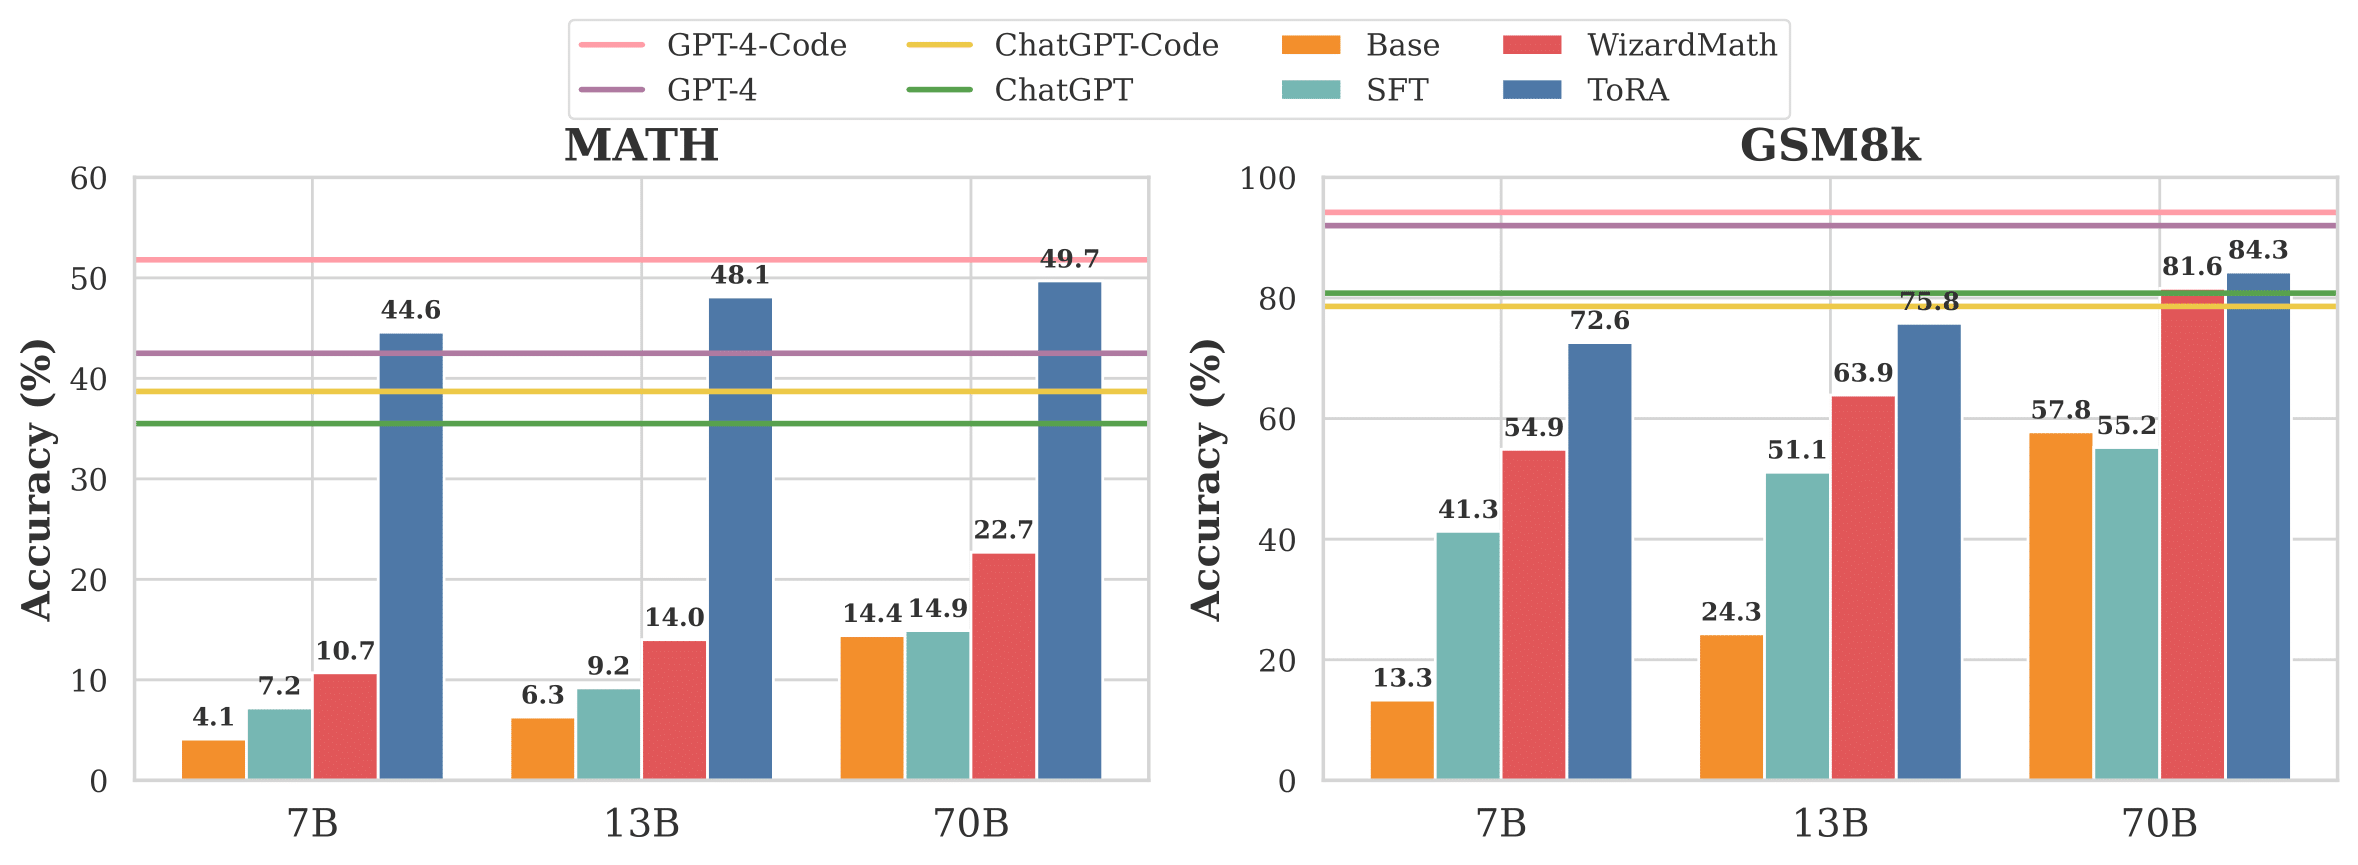 GPT-4-Code ChatGPT-Code Base WizardMath
GPT-4 ChatGPT SFT ToRA
MATH
Accuracy (%)
60
50
40
30
20
10
0
4.1 7.2 10.7 44.6
6.3 9.2 14.0 48.1
14.4 14.9 22.7 49.7
7B 13B 70B
GSM8k
Accuracy (%)
100
80
60
40
20
0
13.3 41.3 54.9 72.6
24.3 51.1 63.9 75.8
57.8 55.2 81.6 84.3
7B 13B 70B